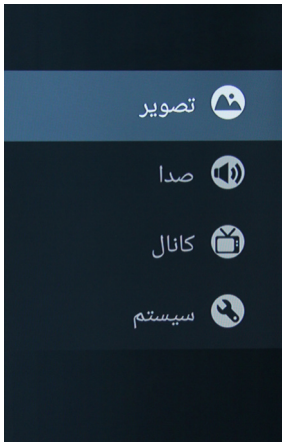 تصویر
صدا
کانال
سیستم